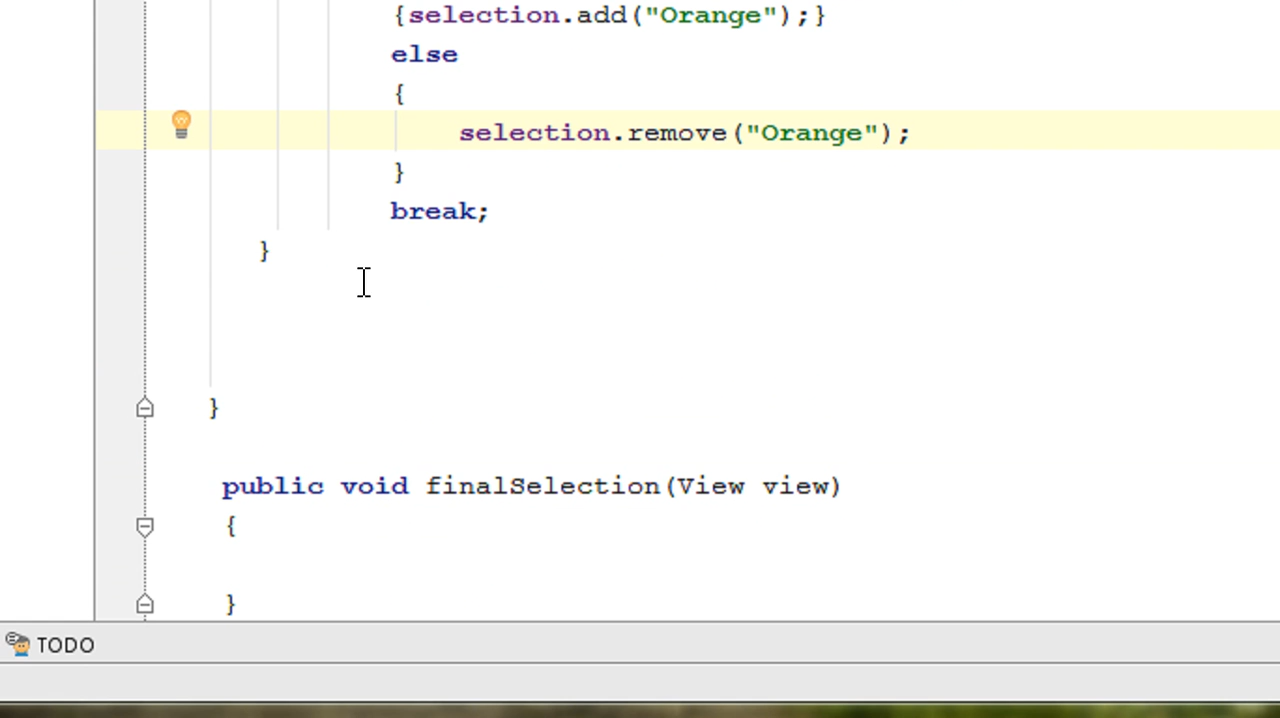 {selection.add("Orange");}
else
{
selection.remove("Orange");
}
break;
}
}
public void finalSelection(View view)
{
}
TODO